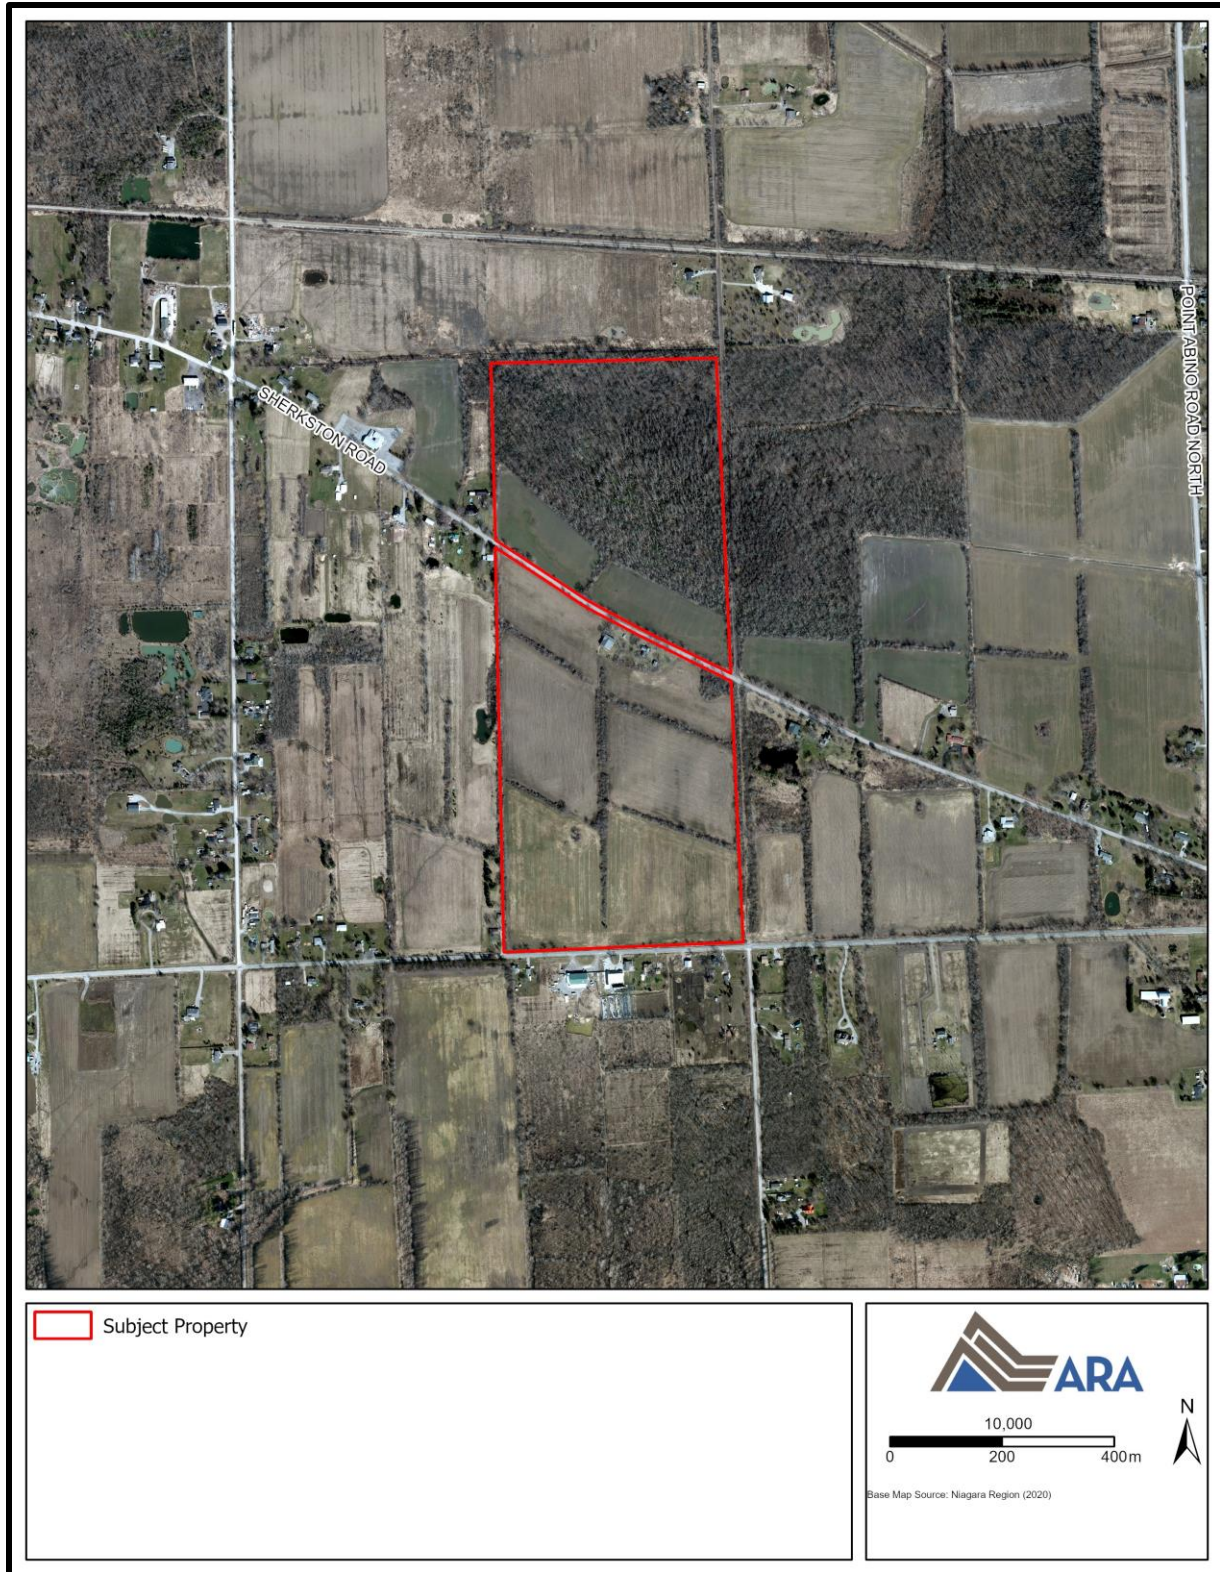 SHERKSTON ROAD
POINT ABINO ROAD NORTH
Subject Property
ARA
10,000
0 200 400m
N
Base Map Source: Niagara Region (2020)